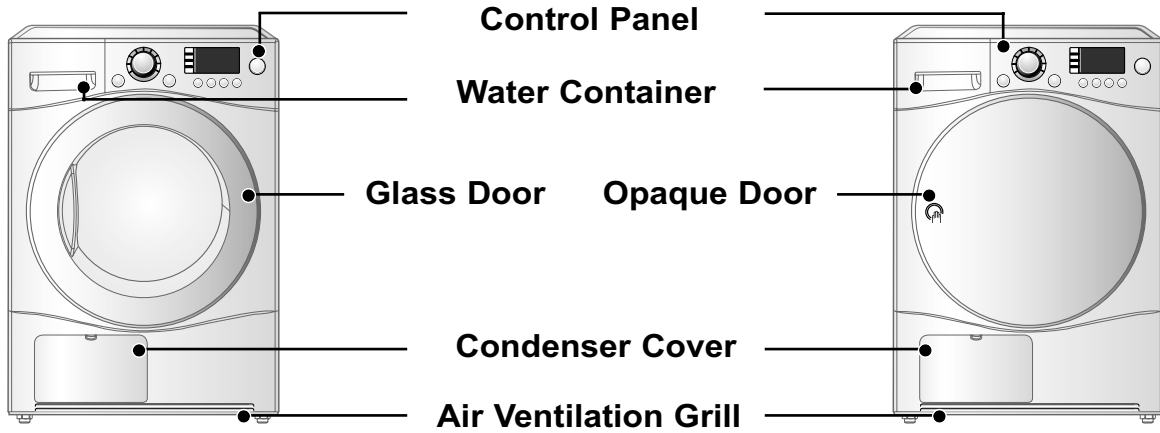 Control Panel
Water Container
Glass Door
Opaque Door
Condenser Cover
Air Ventilation Grill